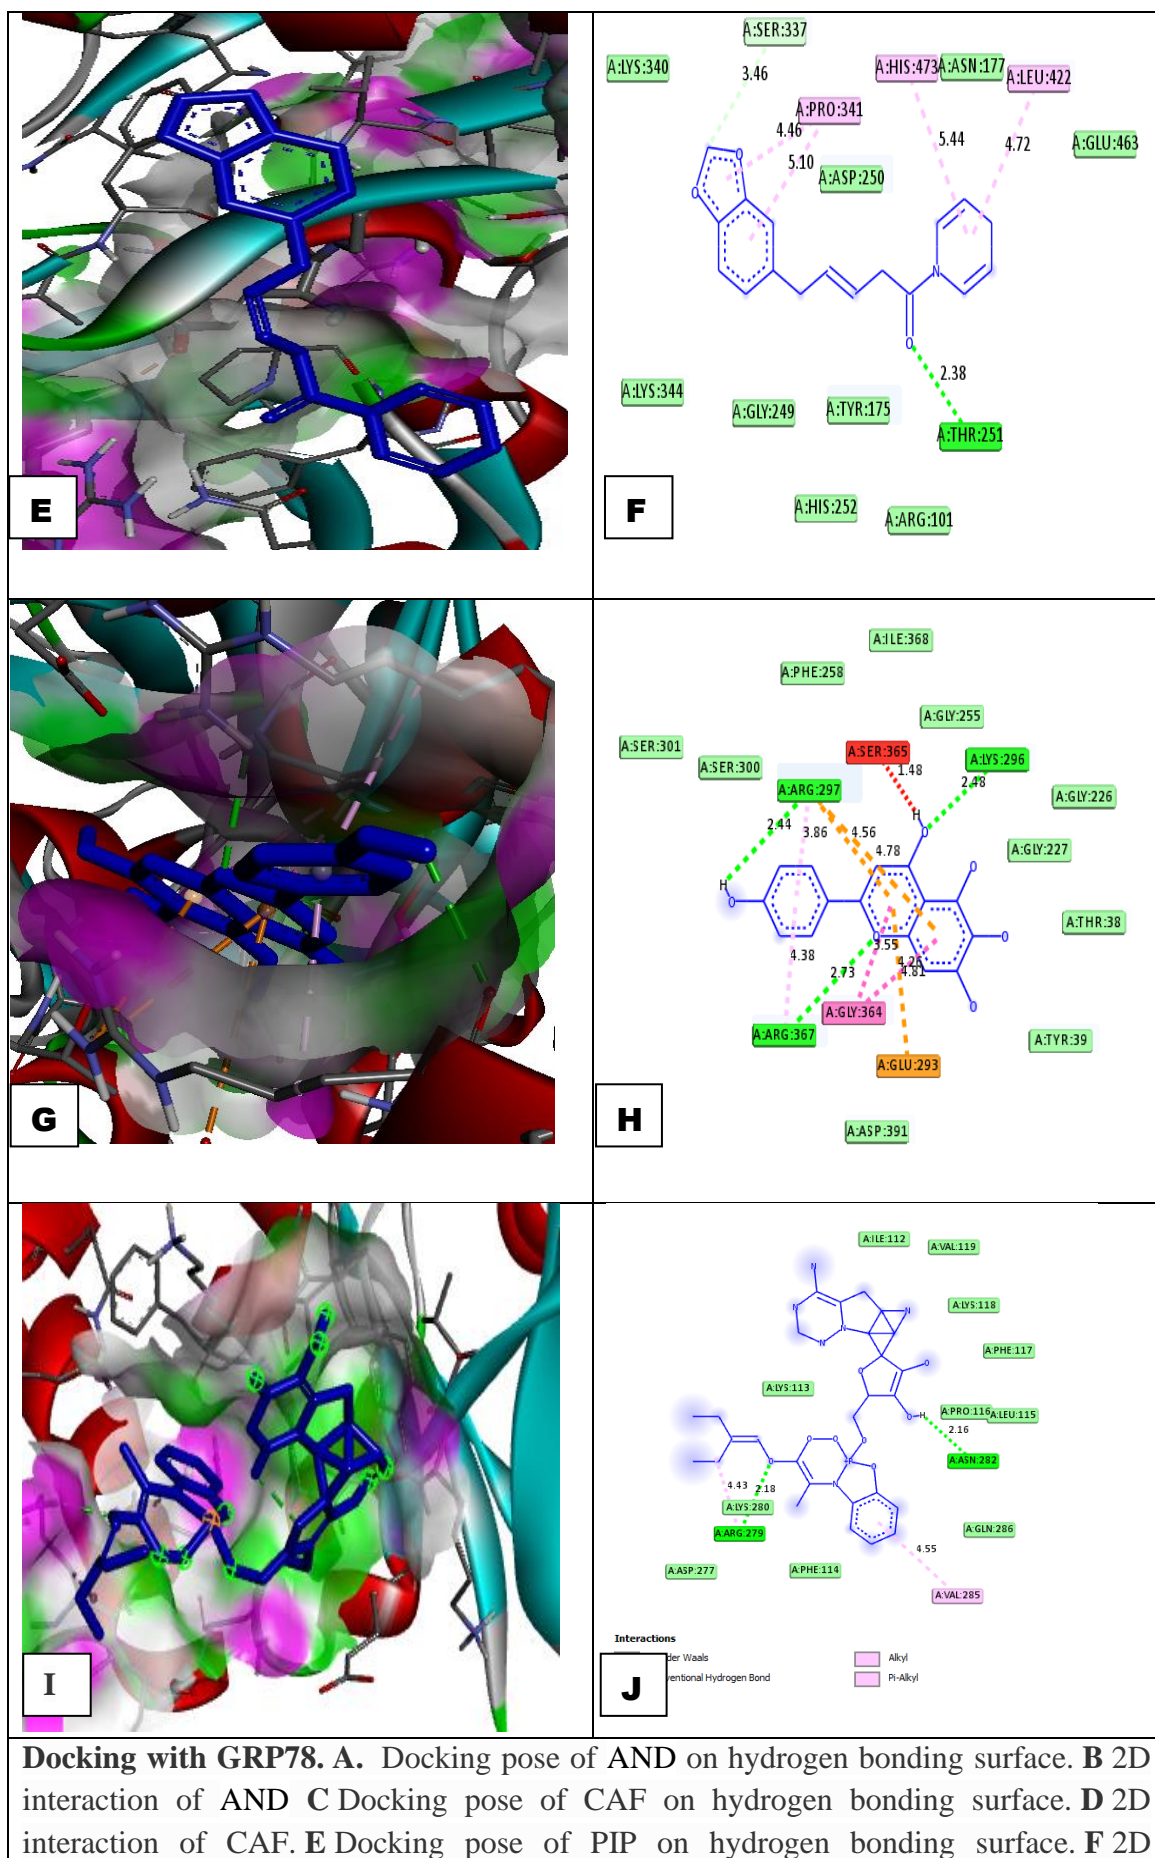 A:SER:337
A:LYS:340
A:HIS:473
A:ASN:177
A:LEU:422
3.46
A:PRO:341
4.46
5.10
5.44
4.72
A:GLU:463
A:ASP:250
O
O
N
O
2.38
A:LYS:344
A:GLY:249
A:TYR:175
A:THR:251
A:HIS:252
A:ARG:101
E
F
A:ILE:368
A:PHE:258
A:GLY:255
A:SER:301
A:SER:365
A:LYS:296
A:SER:300
1.48
2.48
A:ARG:297
A:GLY:226
H
2.44
3.86
4.56
O
4.78
A:GLY:227
H
O
O
A:THR:38
O
3.55
4.38
4.26
2.73
4.81
O
A:GLY:364
A:ARG:367
A:TYR:39
A:GLU:293
G
H
A:ASP:391
A:ILE:112
A:VAL:119
N
A:LYS:118
N
N
N
A:PHE:117
O
O
A:LYS:113
O
H
A:PRO:116
A:LEU:115
2.16
O
O
O
O
O
A:ASN:282
4.43
2.18
N
A:LYS:280
A:ARG:279
A:GLN:286
4.55
A:ASP:277
A:PHE:114
A:VAL:285
Interactions
der Waals
Alkyl
ventional Hydrogen Bond
Pi-Alkyl
I
J
Docking with GRP78. A. Docking pose of AND on hydrogen bonding surface. B 2D
interaction of AND C Docking pose of CAF on hydrogen bonding surface. D 2D
interaction of CAF. E Docking pose of PIP on hydrogen bonding surface. F 2D